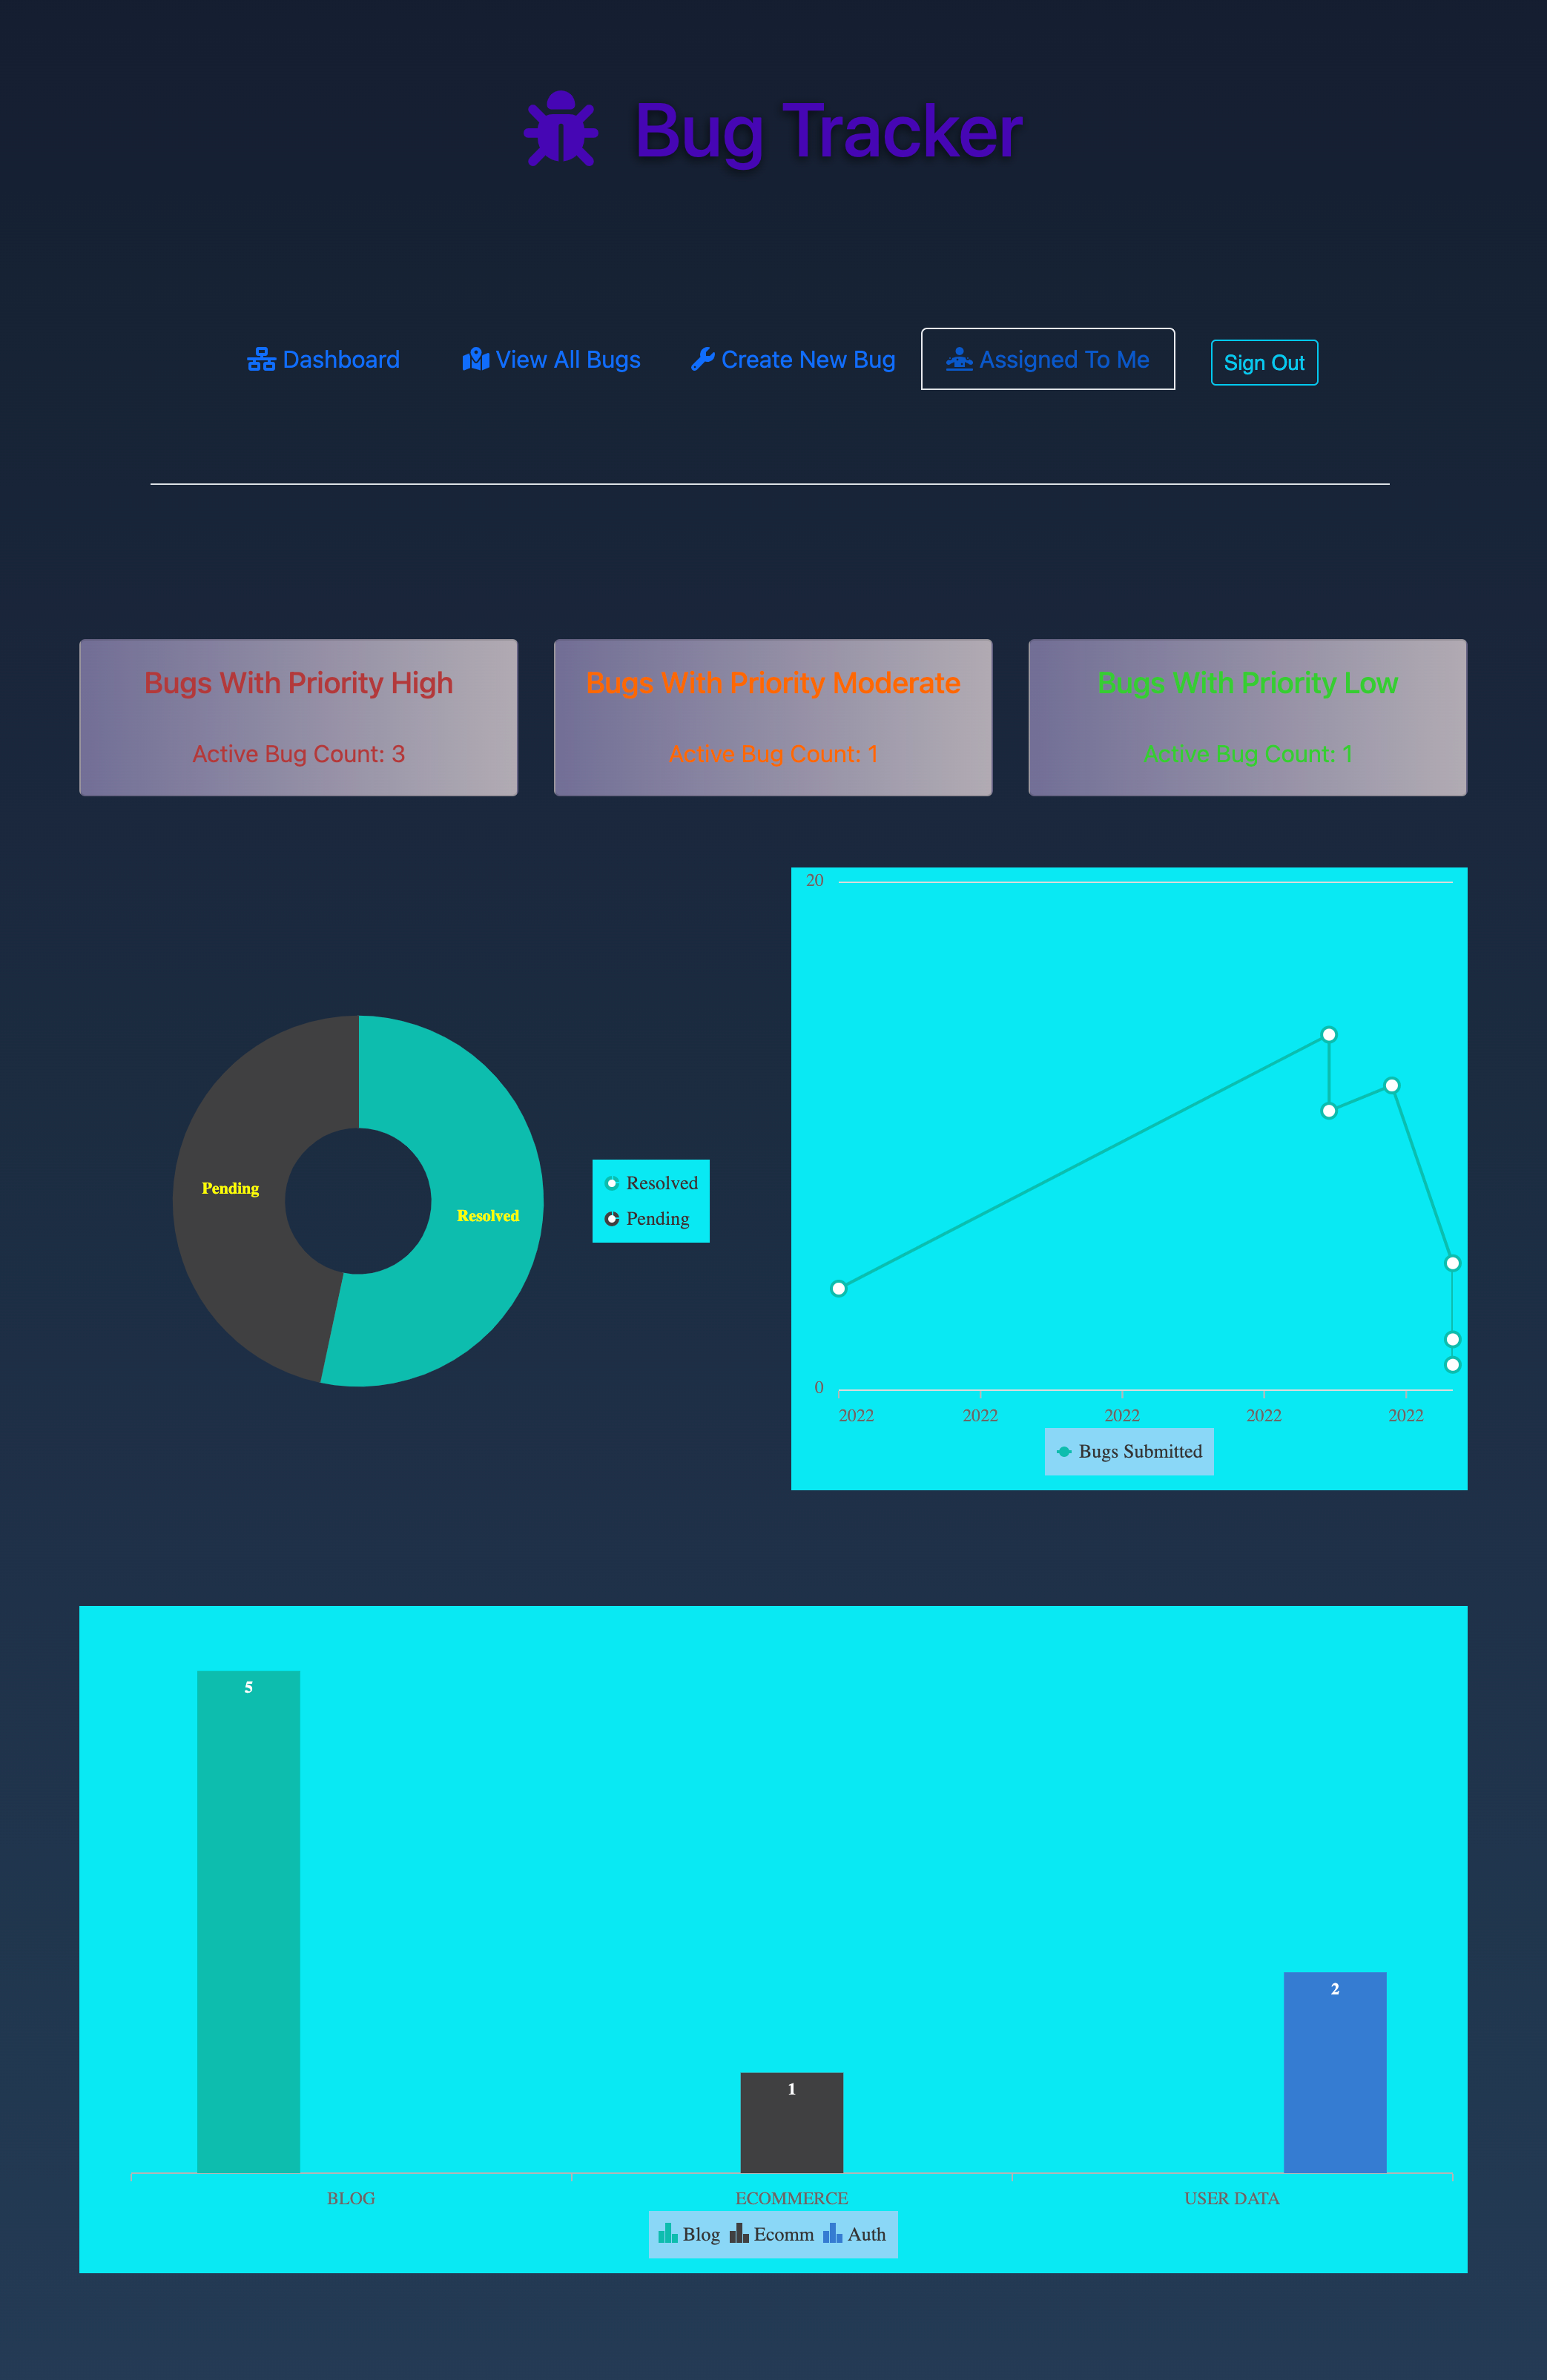 Bug Tracker
Dashboard
View All Bugs
Create New Bug
Assigned To Me
Sign Out
Bugs With Priority High
Active Bug Count: 3
Bugs With Priority Moderate
Active Bug Count: 1
Bugs With Priority Low
Active Bug Count: 1
Pending
Resolved
Resolved
Pending
20
0
2022 2022 2022 2022 2022
Bugs Submitted
5
1
2
BLOG ECOMMERCE USER DATA
Blog Ecomm Auth